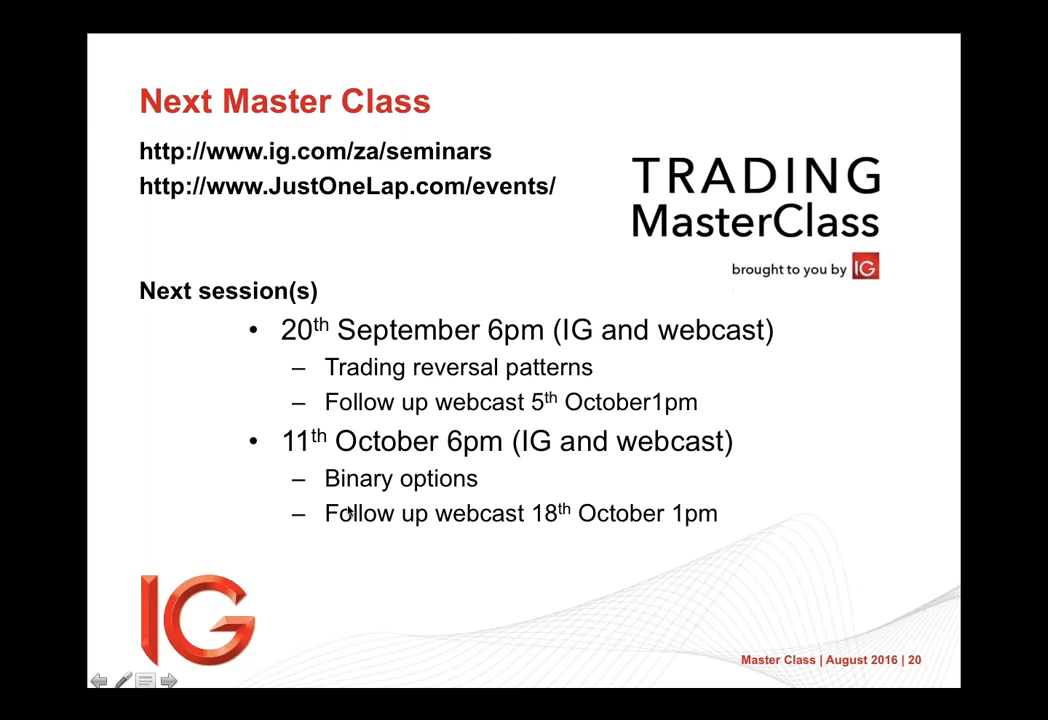 Next Master Class
http://www.ig.com/za/seminars
http://www.JustOneLap.com/events/
TRADING
MasterClass
brought to you by IG
Next session(s)
• 20th September 6pm (IG and webcast)
– Trading reversal patterns
– Follow up webcast 5th October1pm
• 11th October 6pm (IG and webcast)
– Binary options
– Follow up webcast 18th October 1pm
IG
Master Class | August 2016 | 20